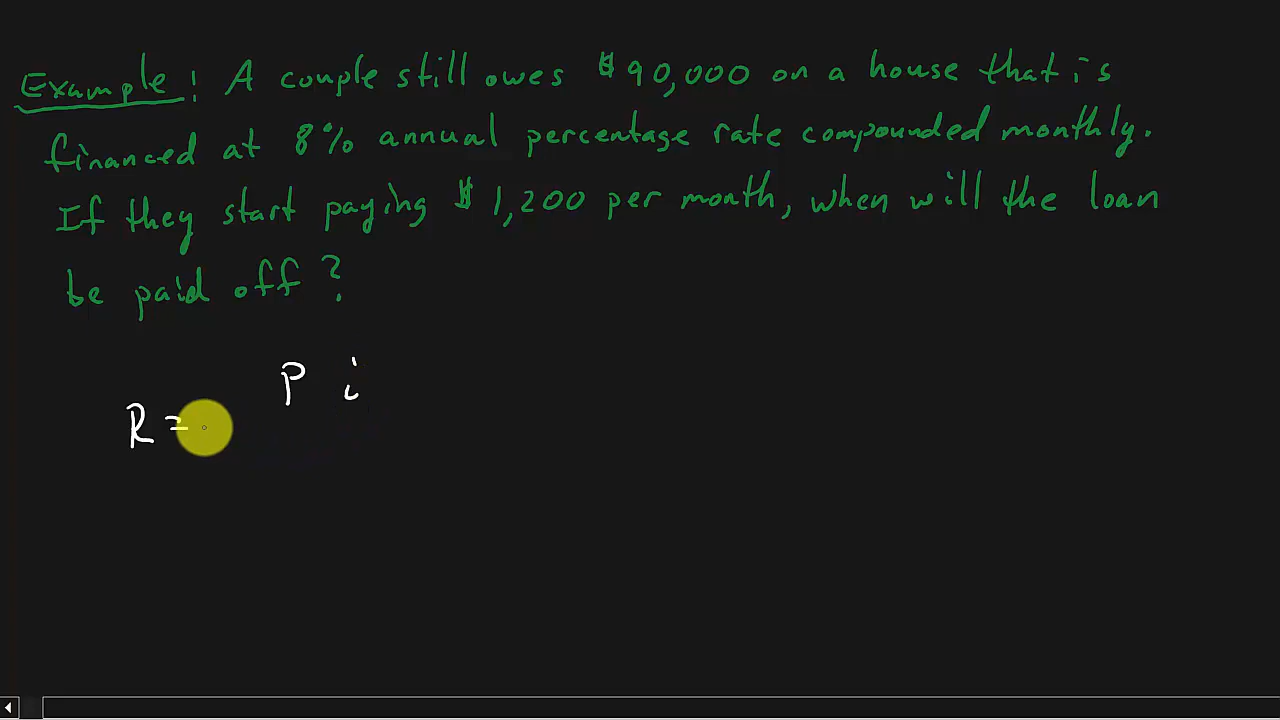 Example: A couple still owes $90,000 on a house that is
financed at 8% annual percentage rate compounded monthly.
If they start paying $1,200 per month, when will the loan
be paid off?
P i
R =